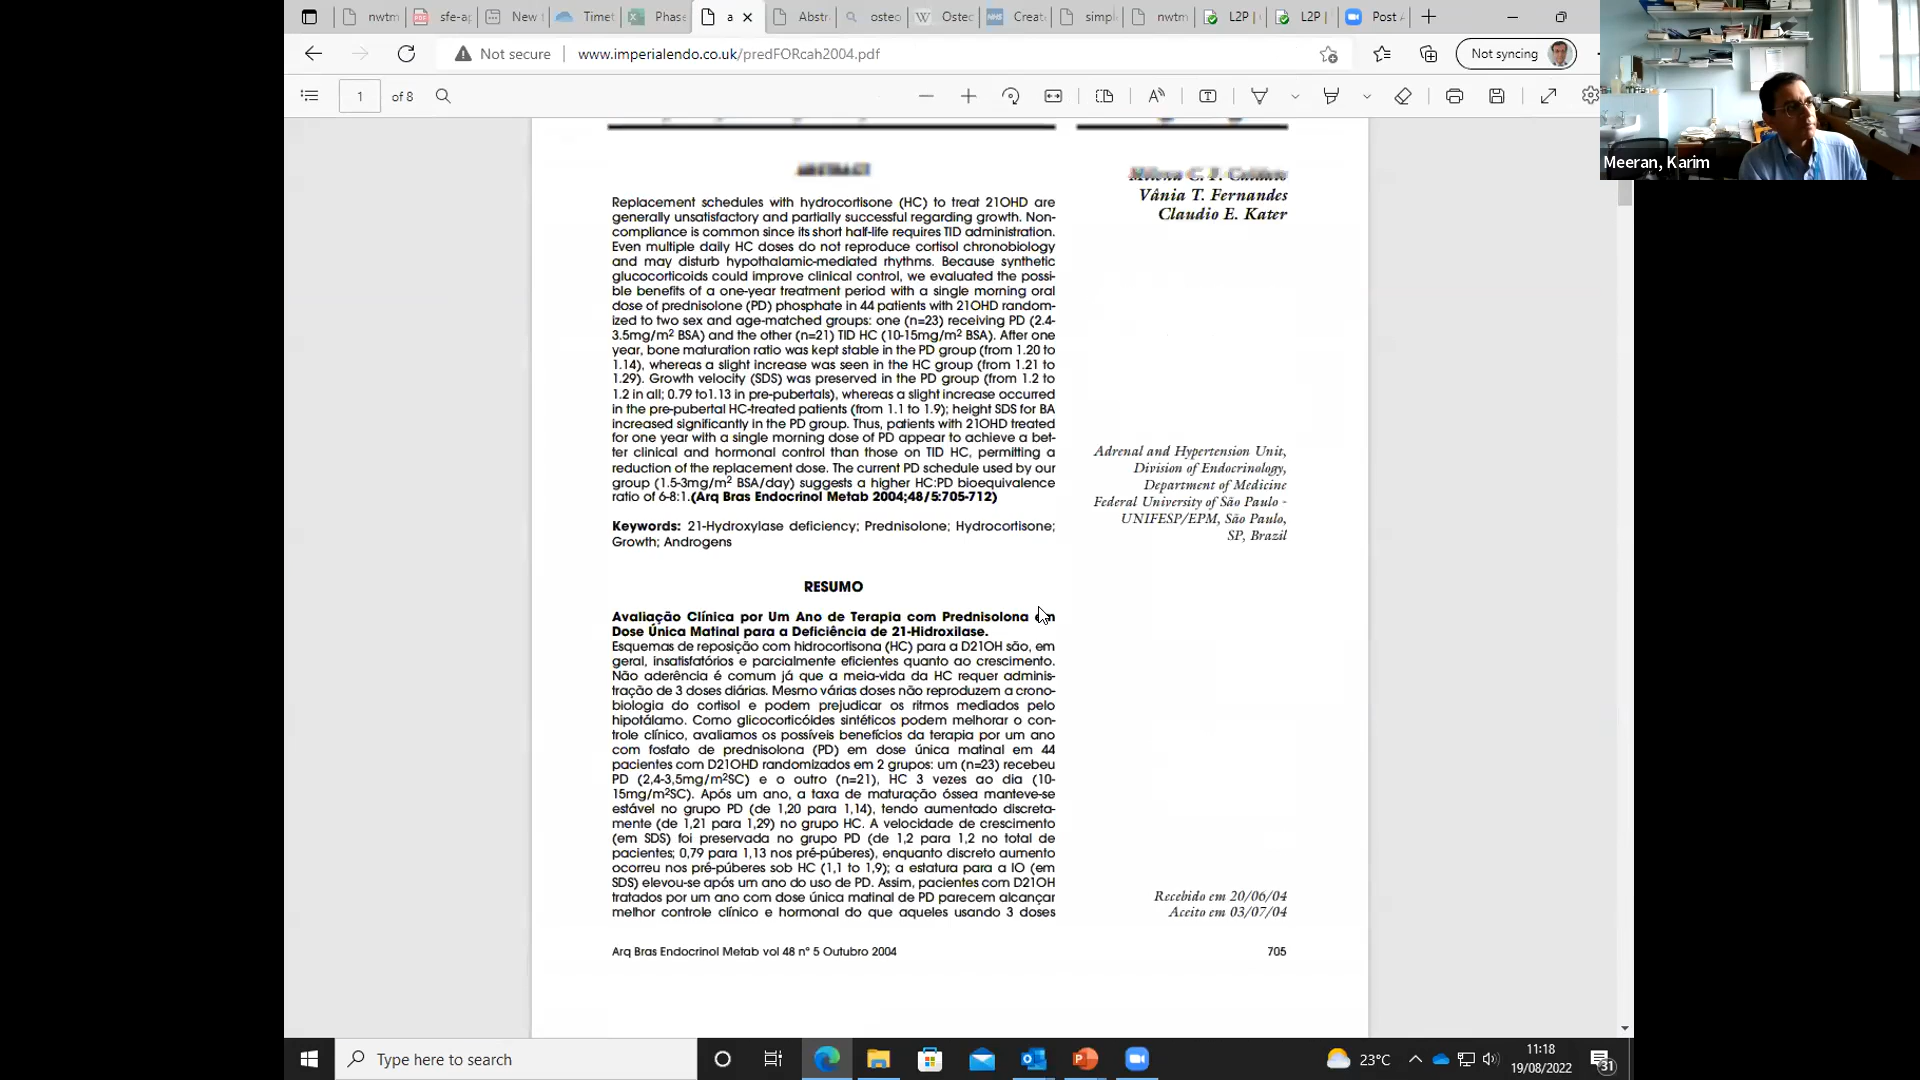 nwtm
sfe-ap
New
Timet
Phase
a
Abstr
osteo
Osteo
Create
simpl
nwtm
L2P |
L2P |
Post A
Not secure
www.imperialendo.co.uk/predFORcah2004.pdf
Not syncing
1 of 8
Meeran, Karim
ABSTRACT
Replacement schedules with hydrocortisone (HC) to treat 21OHD are
generally unsatisfactory and partially successful regarding growth. Non-
compliance is common since its short half-life requires TID administration.
Even multiple daily HC doses do not reproduce cortisol chronobiology
and may disturb hypothalamic-mediated rhythms. Because synthetic
glucocorticoids could improve clinical control, we evaluated the possi-
ble benefits of a one-year treatment period with a single morning oral
dose of prednisolone (PD) phosphate in 44 patients with 21OHD random-
ized to two sex and age-matched groups: one (n=23) receiving PD (2.4-
3.5mg/m² BSA) and the other (n=21) TID HC (10-15mg/m² BSA). After one
year, bone maturation ratio was kept stable in the PD group (from 1.20 to
1.14), whereas a slight increase was seen in the HC group (from 1.21 to
1.29). Growth velocity (SDS) was preserved in the PD group (from 1.2 to
1.2 in all; 0.79 to1.13 in pre-pubertals), whereas a slight increase occurred
in the pre-pubertal HC-treated patients (from 1.1 to 1.9); height SDS for BA
increased significantly in the PD group. Thus, patients with 21OHD treated
for one year with a single morning dose of PD appear to achieve a bet-
ter clinical and hormonal control than those on TID HC, permitting a
reduction of the replacement dose. The current PD schedule used by our
group (1.5-3mg/m² BSA/day) suggests a higher HC:PD bioequivalence
ratio of 6-8:1.(Arq Bras Endocrinol Metab 2004;48/5:705-712)
Keywords: 21-Hydroxylase deficiency; Prednisolone; Hydrocortisone;
Growth; Androgens
RESUMO
Avaliação Clínica por Um Ano de Terapia com Prednisolona em
Dose Única Matinal para a Deficiência de 21-Hidroxilase.
Esquemas de reposição com hidrocortisona (HC) para a D21OH são, em
geral, insatisfatórios e parcialmente eficientes quanto ao crescimento.
Não aderência é comum já que a meia-vida da HC requer adminis-
tração de 3 doses diárias. Mesmo várias doses não reproduzem a crono-
biologia do cortisol e podem prejudicar os ritmos mediados pelo
hipotálamo. Como glicocorticóides sintéticos podem melhorar o con-
trole clínico, avaliamos os possíveis benefícios da terapia por um ano
com fosfato de prednisolona (PD) em dose única matinal em 44
pacientes com D21OHD randomizados em 2 grupos: um (n=23) recebeu
PD (2,4-3,5mg/m²SC) e o outro (n=21), HC 3 vezes ao dia (10-
15mg/m²SC). Após um ano, a taxa de maturação óssea manteve-se
estável no grupo PD (de 1,20 para 1,14), tendo aumentado discreta-
mente (de 1,21 para 1,29) no grupo HC. A velocidade de crescimento
(em SDS) foi preservada no grupo PD (de 1,2 para 1,2 no total de
pacientes; 0,79 para 1,13 nos pré-púberes), enquanto discreto aumento
ocorreu nos pré-púberes sob HC (1,1 to 1,9); a estatura para a IO (em
SDS) elevou-se após um ano do uso de PD. Assim, pacientes com D21OH
tratados por um ano com dose única matinal de PD parecem alcançar
melhor controle clínico e hormonal do que aqueles usando 3 doses
Vânia T. Fernandes
Claudio E. Kater
Adrenal and Hypertension Unit,
Division of Endocrinology,
Department of Medicine
Federal University of São Paulo -
UNIFESP/EPM, São Paulo,
SP, Brazil
Recebido em 20/06/04
Aceito em 03/07/04
Arq Bras Endocrinol Metab vol 48 nº 5 Outubro 2004
705
Type here to search
23°C
11:18
19/08/2022
31